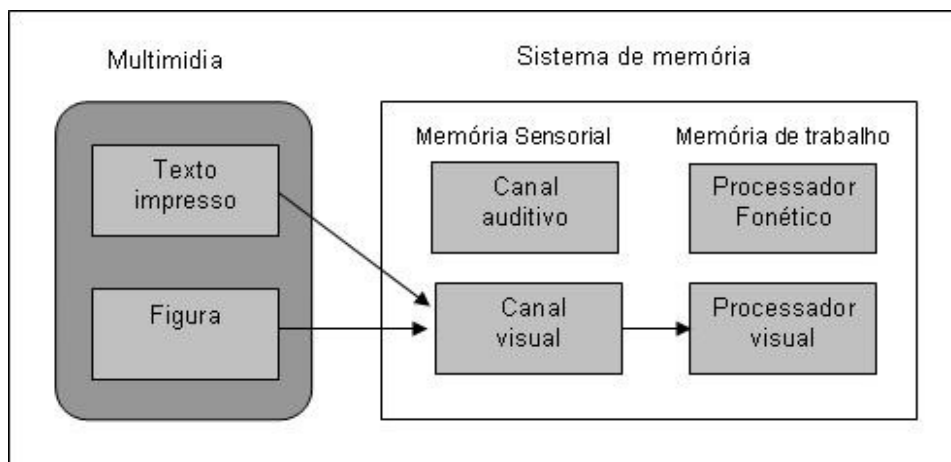 Multimidia
Sistema de memória
Memória Sensorial
Memória de trabalho
Texto
impresso
Canal
auditivo
Processador
Fonético
Figura
Canal
visual
Processador
visual